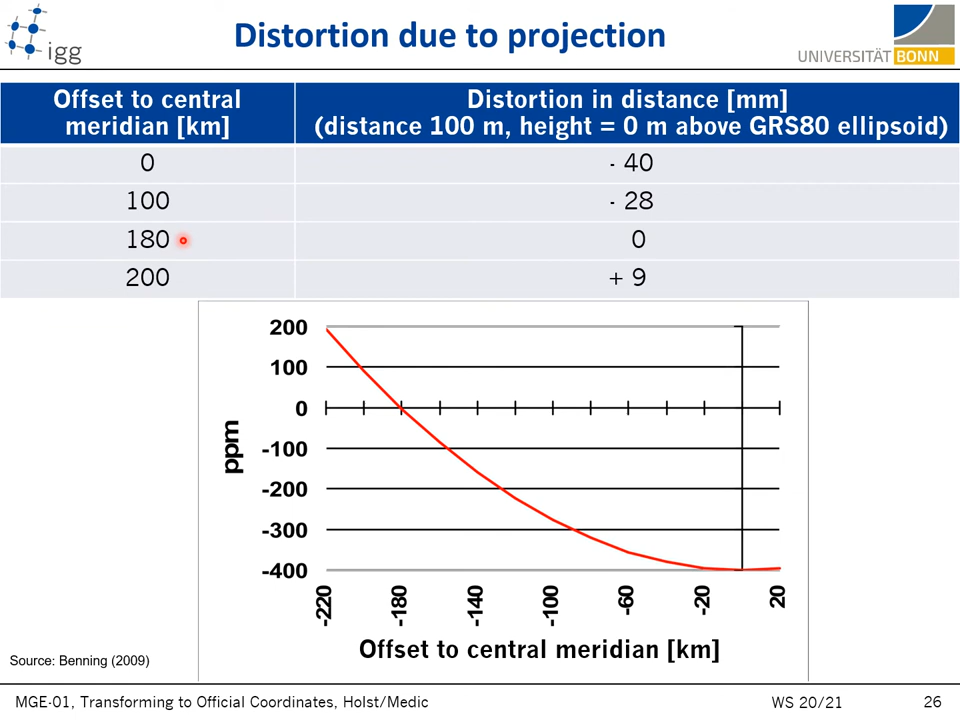 Distortion due to projection
igg
UNIVERSITÄT BONN
Offset to central
meridian [km]
Distortion in distance [mm]
(distance 100 m, height = 0 m above GRS80 ellipsoid)
0
- 40
100
- 28
180
0
200
+ 9
200
100
0
-100
-200
-300
-400
ppm
-220
-180
-140
-100
-60
-20
20
Offset to central meridian [km]
Source: Benning (2009)
MGE-01, Transforming to Official Coordinates, Holst/Medic
WS 20/21
26